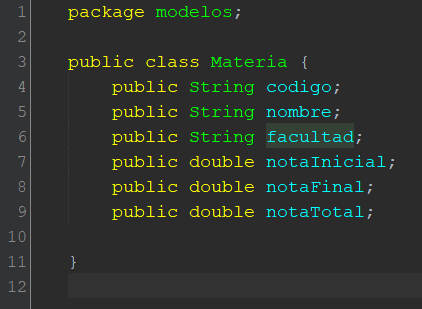 1 package modelos;
2
3 public class Materia {
4 public String codigo;
5 public String nombre;
6 public String facultad;
7 public double notaInicial;
8 public double notaFinal;
9 public double notaTotal;
10
11 }
12